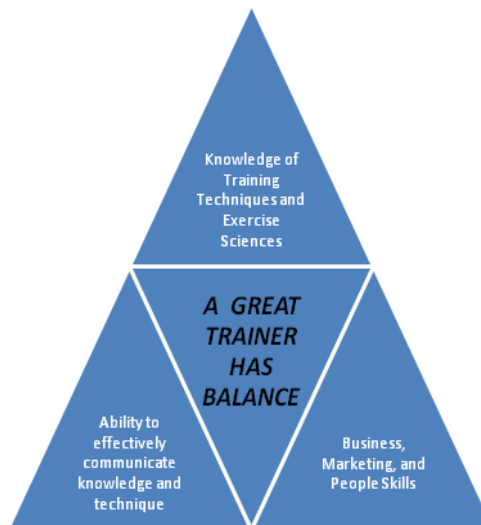 Knowledge of
Training
Techniques and
Exercise
Sciences
A GREAT
TRAINER
HAS
BALANCE
Ability to
effectively
communicate
knowledge and
technique
Business,
Marketing, and
People Skills